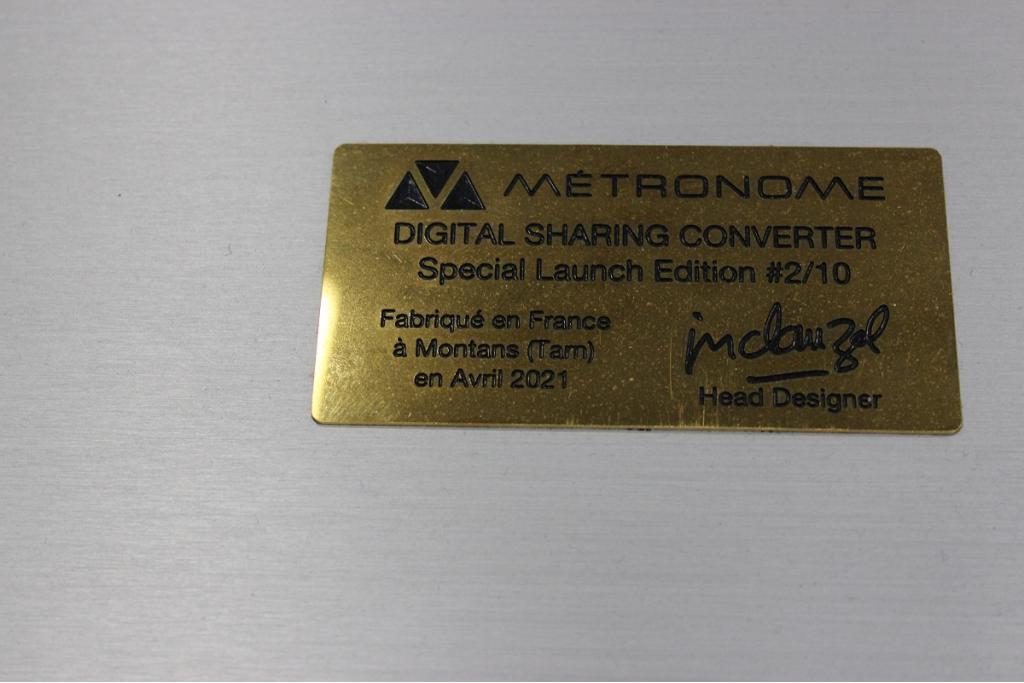 MÉTRONOME
DIGITAL SHARING CONVERTER
Special Launch Edition #2/10
Fabriqué en France
à Montans (Tarn)
en Avril 2021
jmclauzel
Head Designer